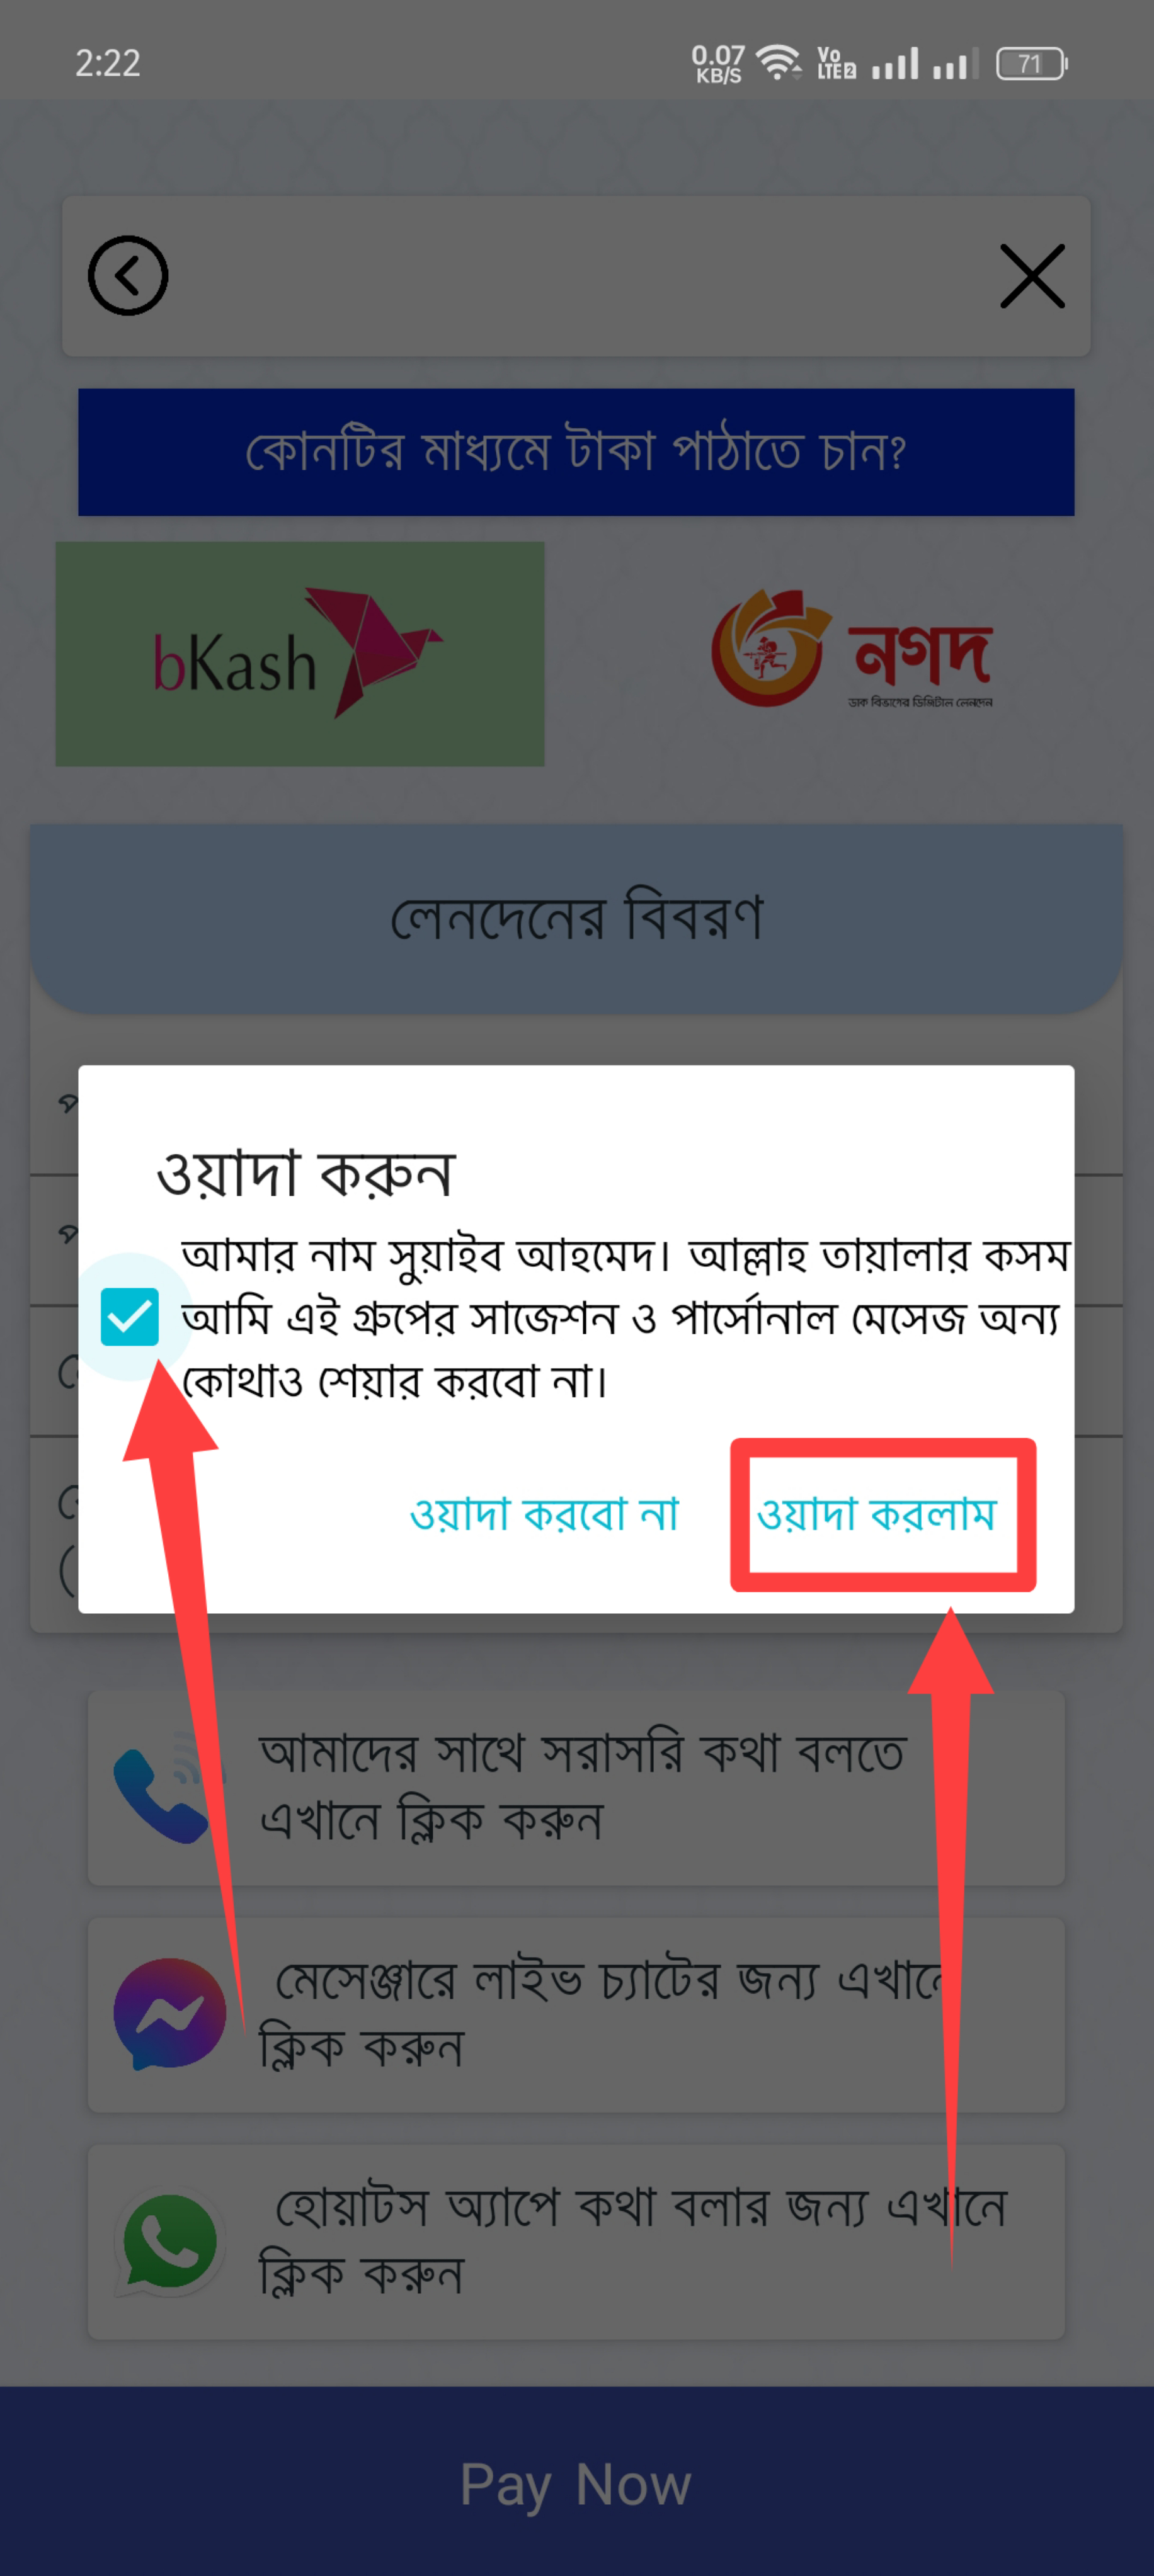 2:22
0.07
KB/S
Vo
LTE2
71
কোনটির মাধ্যমে টাকা পাঠাতে চান?
bKash
নগদ
ডাক বিভাগের ডিজিটাল লেনদেন
লেনদেনের বিবরণ
ওয়াদা করুন
আমার নাম সুয়াইব আহমেদ। আল্লাহ তায়ালার কসম
আমি এই গ্রুপের সাজেশন ও পার্সোনাল মেসেজ অন্য
কোথাও শেয়ার করবো না।
ওয়াদা করবো না
ওয়াদা করলাম
আমাদের সাথে সরাসরি কথা বলতে
এখানে ক্লিক করুন
মেসেঞ্জারে লাইভ চ্যাটের জন্য এখানে
ক্লিক করুন
হোয়াটস অ্যাপে কথা বলার জন্য এখানে
ক্লিক করুন
Pay Now